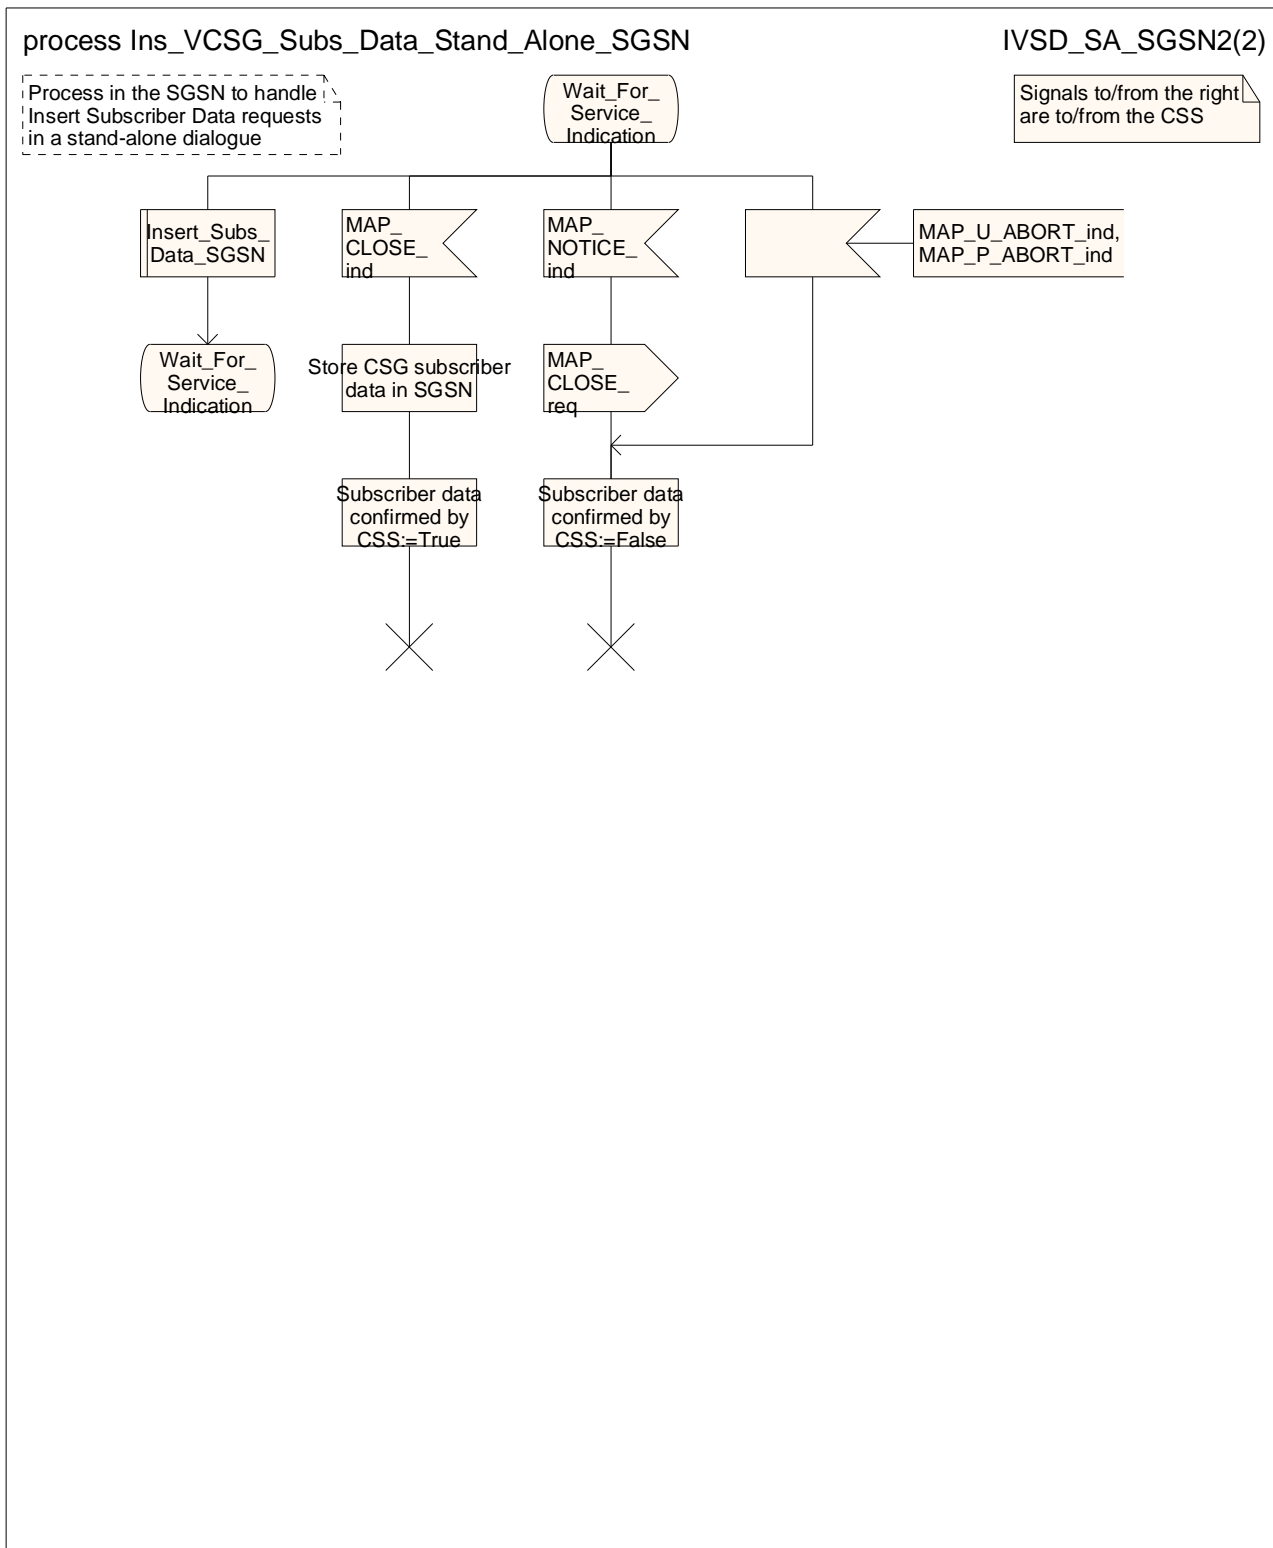 process Ins_VCSG_Subs_Data_Stand_Alone_SGSN
IVSD_SA_SGSN2(2)
Process in the SGSN to handle
Insert Subscriber Data requests
in a stand-alone dialogue
Wait_For_
Service_
Indication
Signals to/from the right
are to/from the CSS
Insert_Subs_
Data_SGSN
MAP_
CLOSE_
ind
MAP_
NOTICE_
ind
MAP_U_ABORT_ind,
MAP_P_ABORT_ind
Wait_For_
Service_
Indication
Store CSG subscriber
data in SGSN
MAP_
CLOSE_
req
Subscriber data
confirmed by
CSS:=True
Subscriber data
confirmed by
CSS:=False